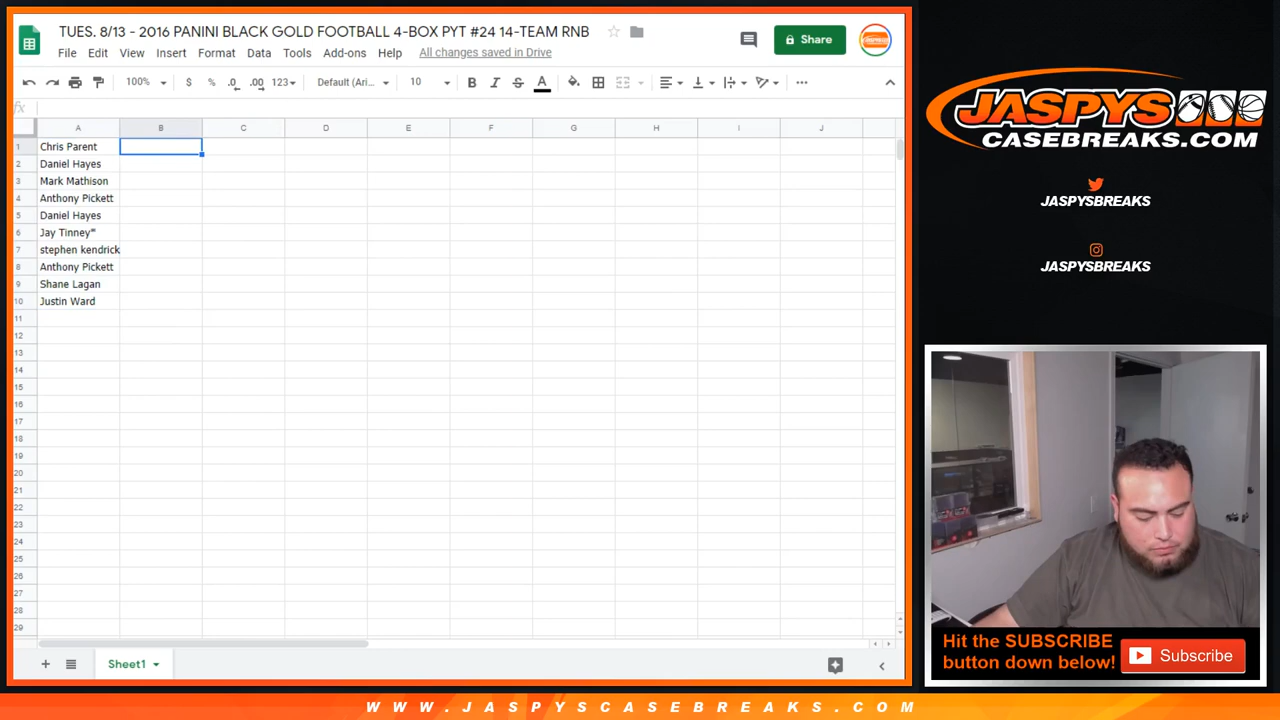 TUES. 8/13 - 2016 PANINI BLACK GOLD FOOTBALL 4-BOX PYT #24 14-TEAM RNB
File Edit View Insert Format Data Tools Add-ons Help All changes saved in Drive
Share
100% $ % .0 .00 123 Default (Ari... 10 B I S A
fx
A B C D E F G H I J
1 Chris Parent
2 Daniel Hayes
3 Mark Mathison
4 Anthony Pickett
5 Daniel Hayes
6 Jay Tinney*
7 stephen kendrick
8 Anthony Pickett
9 Shane Lagan
10 Justin Ward
11
12
13
14
15
16
17
18
19
20
21
22
23
24
25
26
27
28
29
Sheet1
JASPYS
CASEBREAKS.COM
JASPYSBREAKS
JASPYSBREAKS
Hit the SUBSCRIBE
button down below!
Subscribe
WWW.JASPYSCASEBREAKS.COM